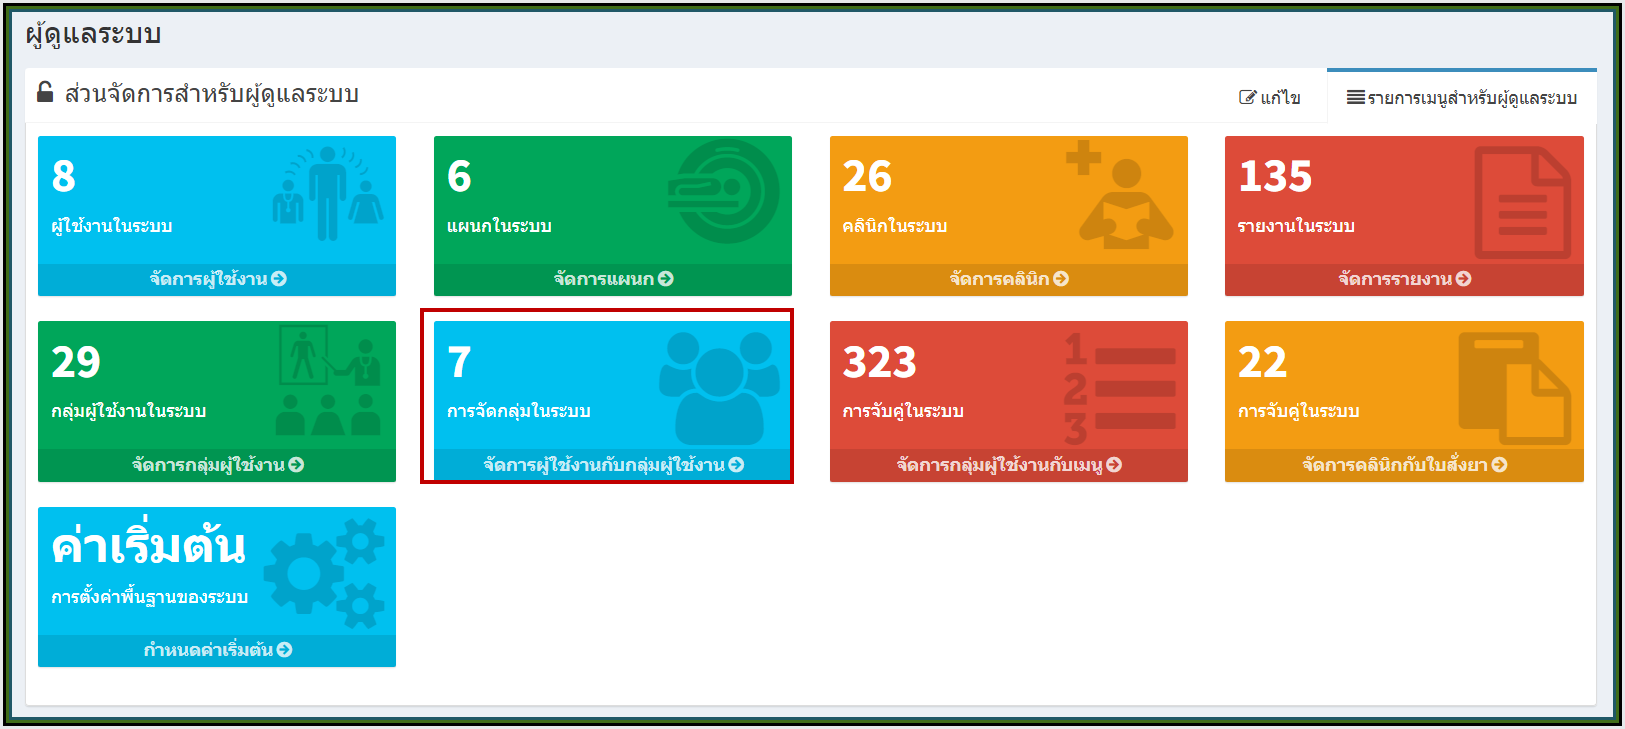 ผู้ดูแลระบบ
ส่วนจัดการสำหรับผู้ดูแลระบบ
แก้ไข
รายการเมนูสำหรับผู้ดูแลระบบ
8
ผู้ใช้งานในระบบ
จัดการผู้ใช้งาน
6
แผนกในระบบ
จัดการแผนก
26
คลินิกในระบบ
จัดการคลินิก
135
รายงานในระบบ
จัดการรายงาน
29
กลุ่มผู้ใช้งานในระบบ
จัดการกลุ่มผู้ใช้งาน
7
การจัดกลุ่มในระบบ
จัดการผู้ใช้งานกับกลุ่มผู้ใช้งาน
323
การจับคู่ในระบบ
1
2
3
จัดการกลุ่มผู้ใช้งานกับเมนู
22
การจับคู่ในระบบ
จัดการคลินิกกับใบสั่งยา
ค่าเริ่มต้น
การตั้งค่าพื้นฐานของระบบ
กำหนดค่าเริ่มต้น